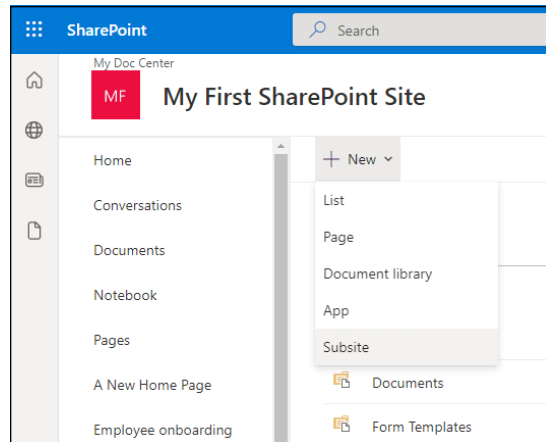 SharePoint
Search
My Doc Center
MF
My First SharePoint Site
Home
Conversations
Documents
Notebook
Pages
A New Home Page
Employee onboarding
New
List
Page
Document library
App
Subsite
Documents
Form Templates